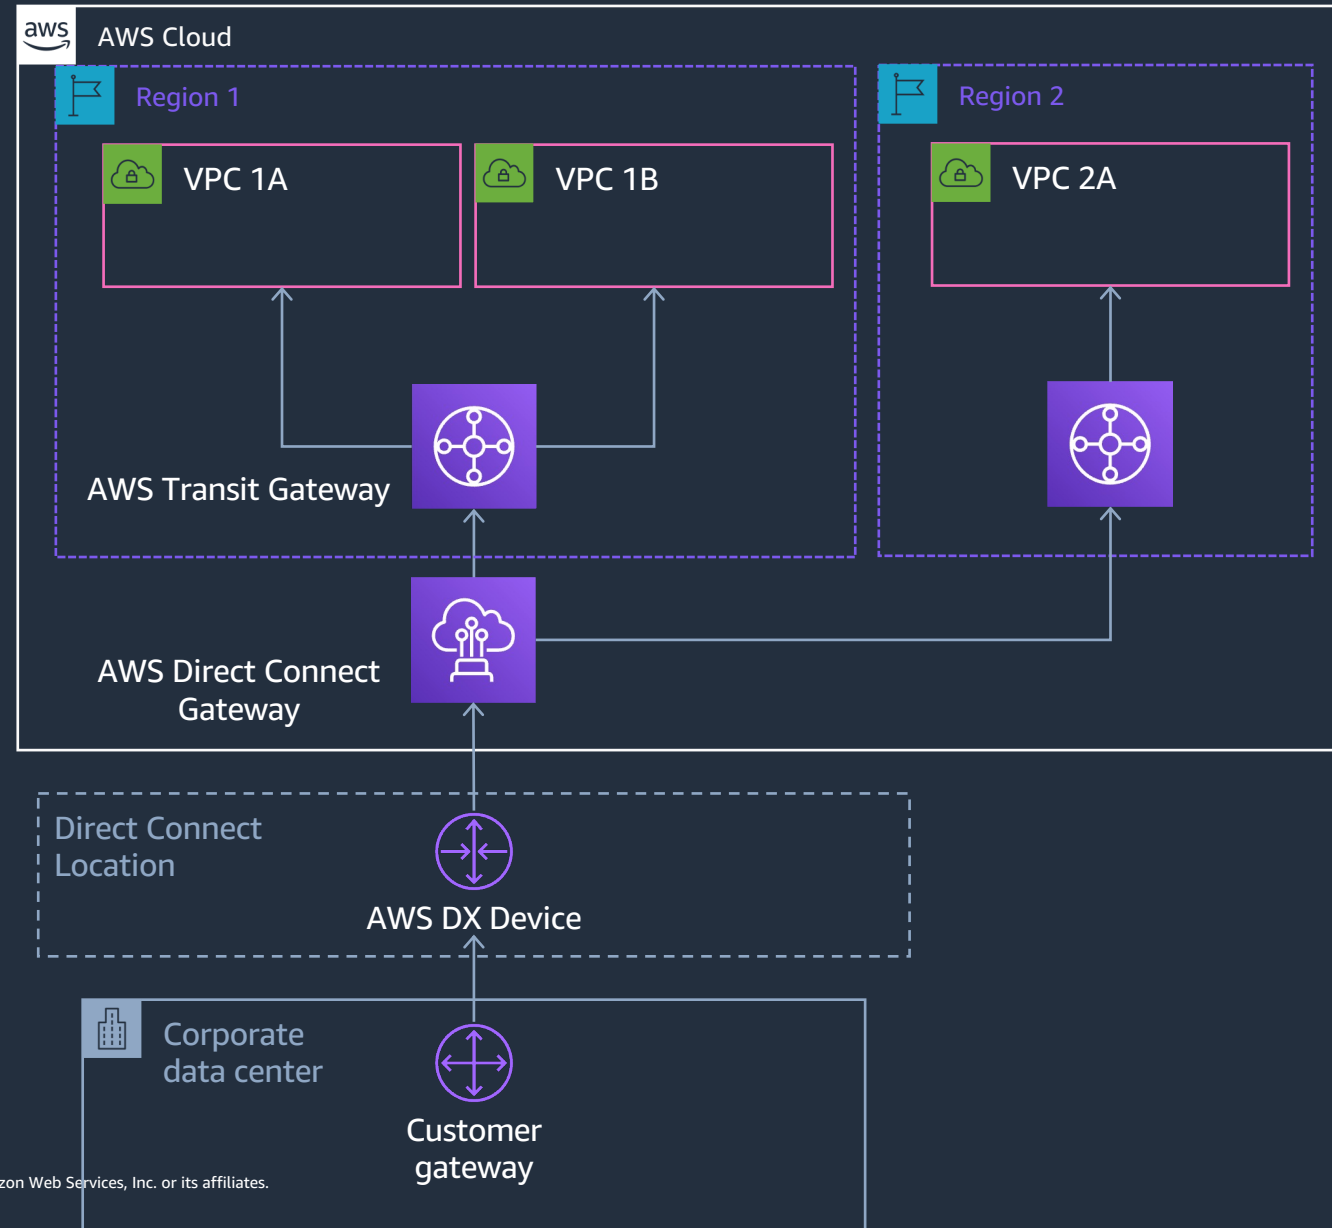 aws
AWS Cloud
Region 1
Region 2
VPC 1A
VPC 1B
VPC 2A
AWS Transit Gateway
AWS Direct Connect
Gateway
Direct Connect
Location
AWS DX Device
Corporate
data center
Customer
gateway
zon Web Services, Inc. or its affiliates.